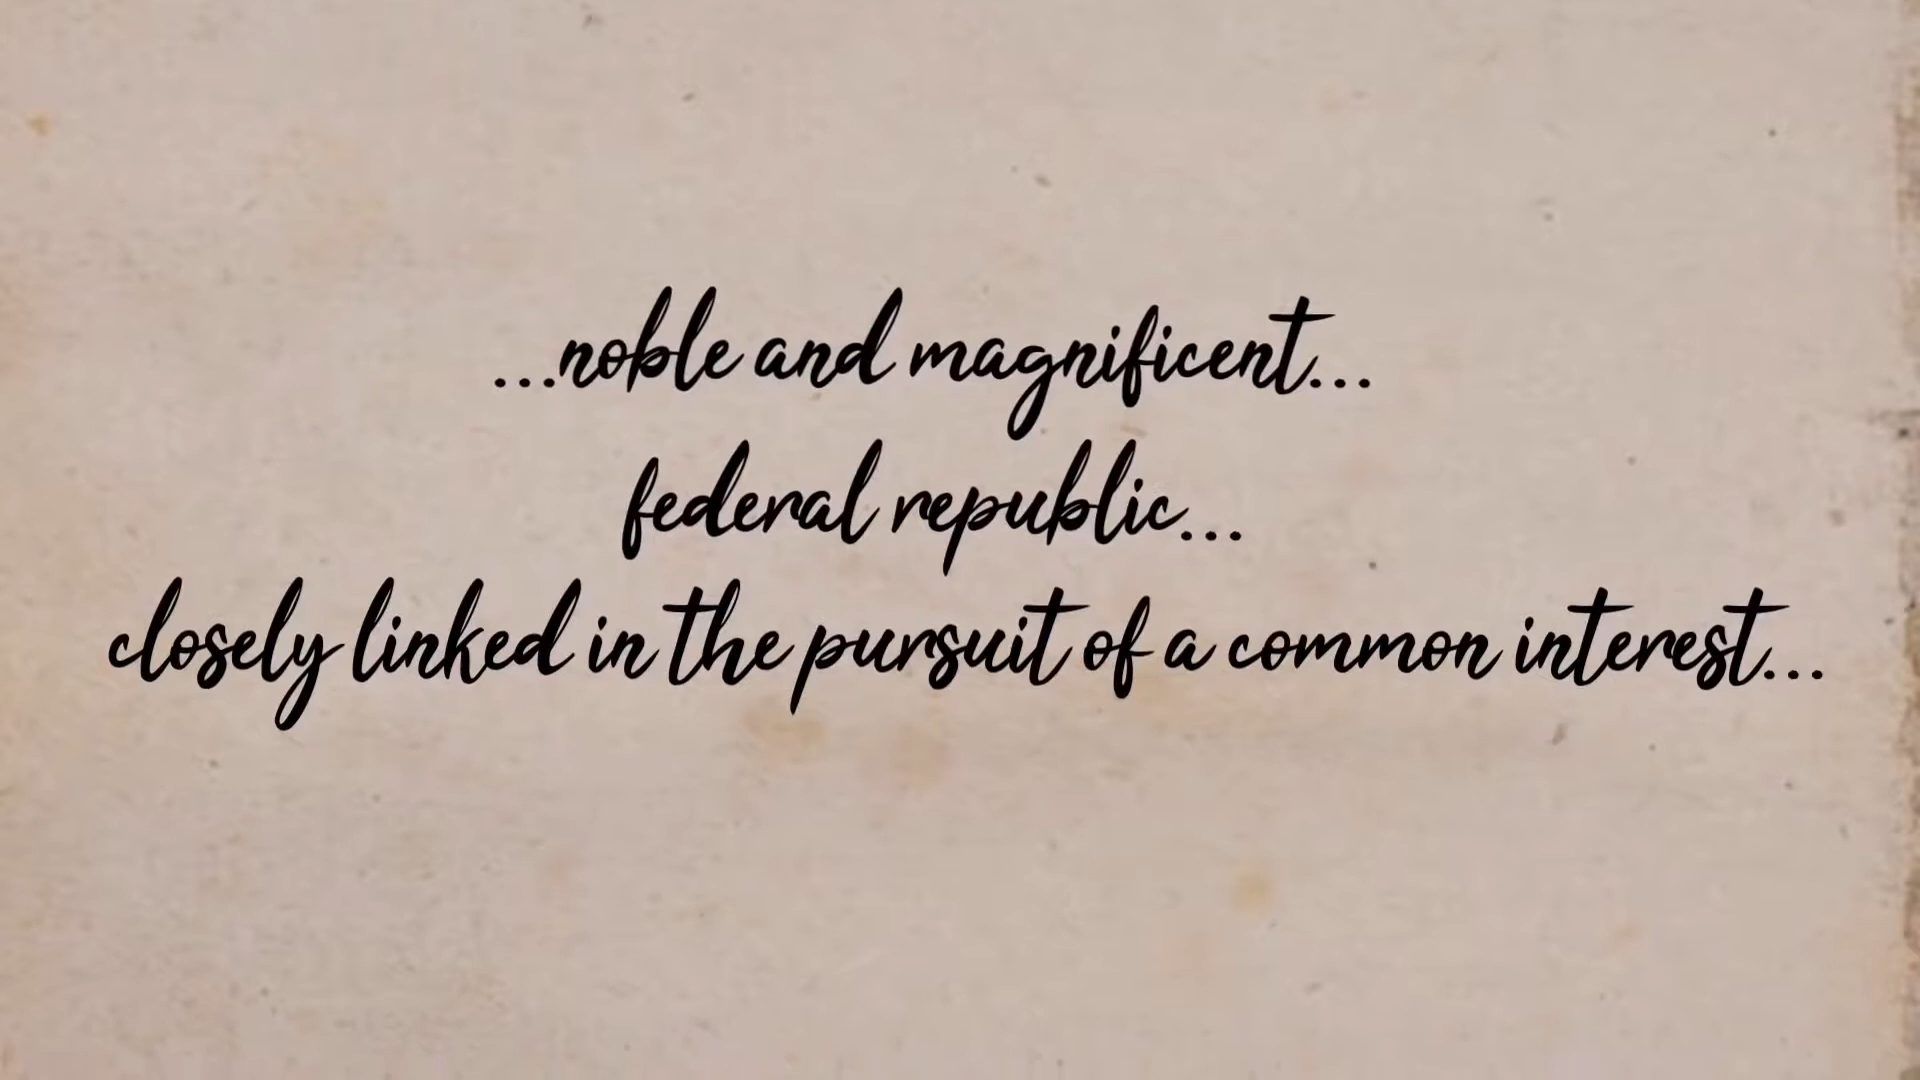 ...noble and magnificent...
federal republic...
closely linked in the pursuit of a common interest...